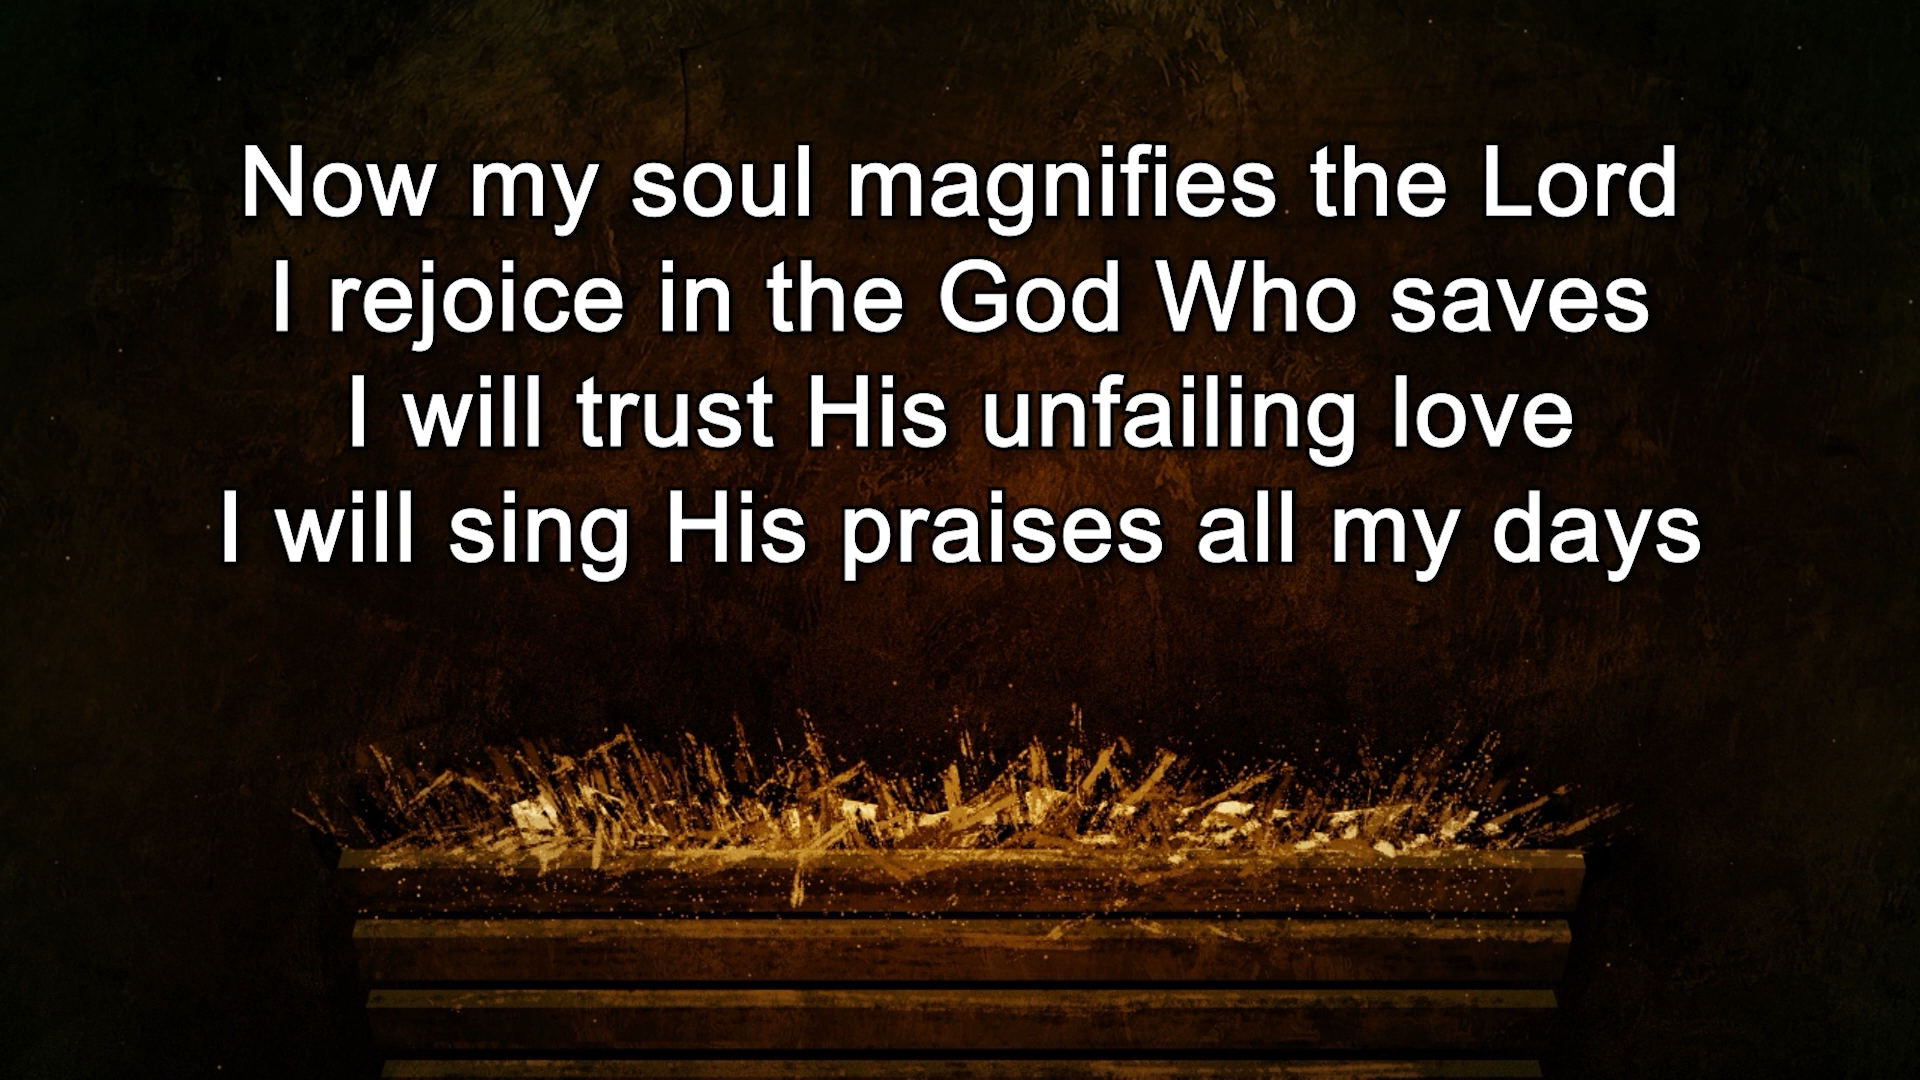 Now my soul magnifies the Lord
I rejoice in the God Who saves
I will trust His unfailing love
I will sing His praises all my days